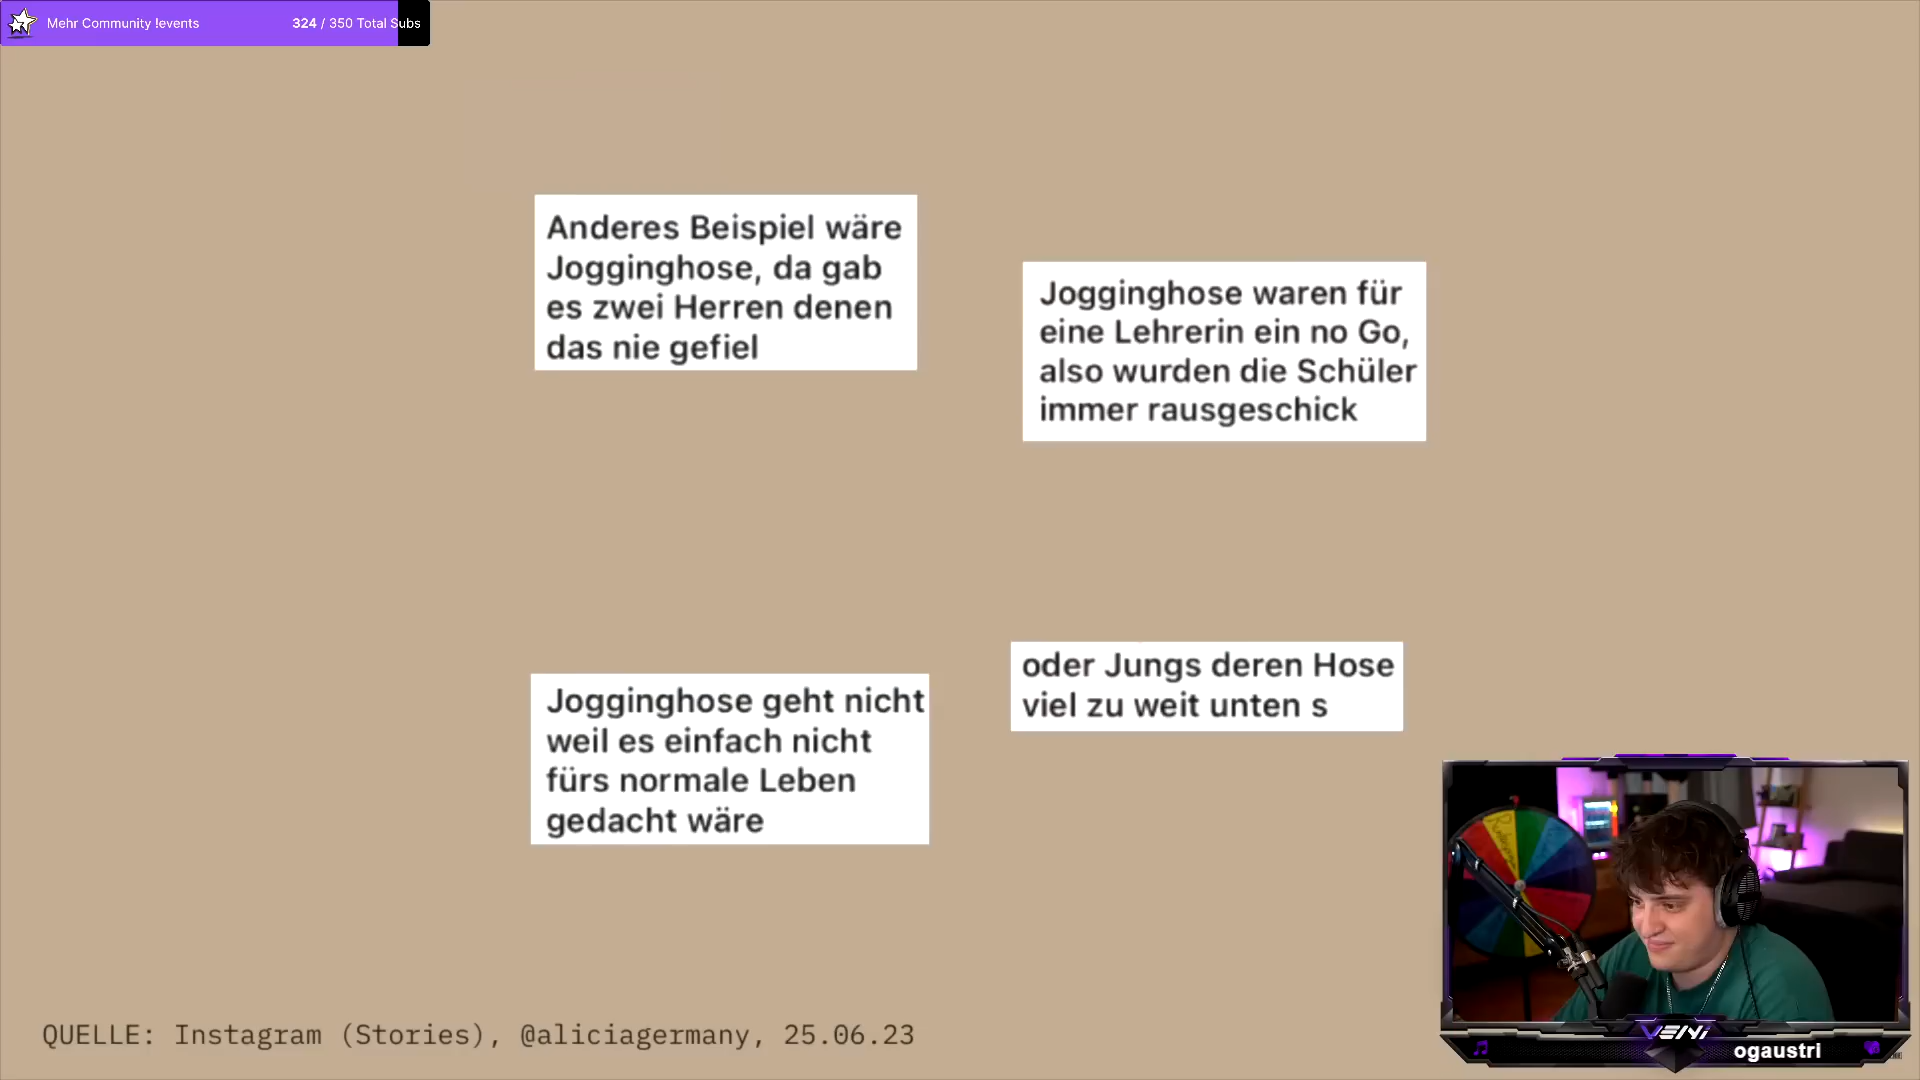 Mehr Community !events
324 / 350 Total Subs
Anderes Beispiel wäre
Jogginghose, da gab
es zwei Herren denen
das nie gefiel
Jogginghose waren für
eine Lehrerin ein no Go,
also wurden die Schüler
immer rausgeschick
Jogginghose geht nicht
weil es einfach nicht
fürs normale Leben
gedacht wäre
oder Jungs deren Hose
viel zu weit unten s
QUELLE: Instagram (Stories), @aliciagermany, 25.06.23
ogaustri